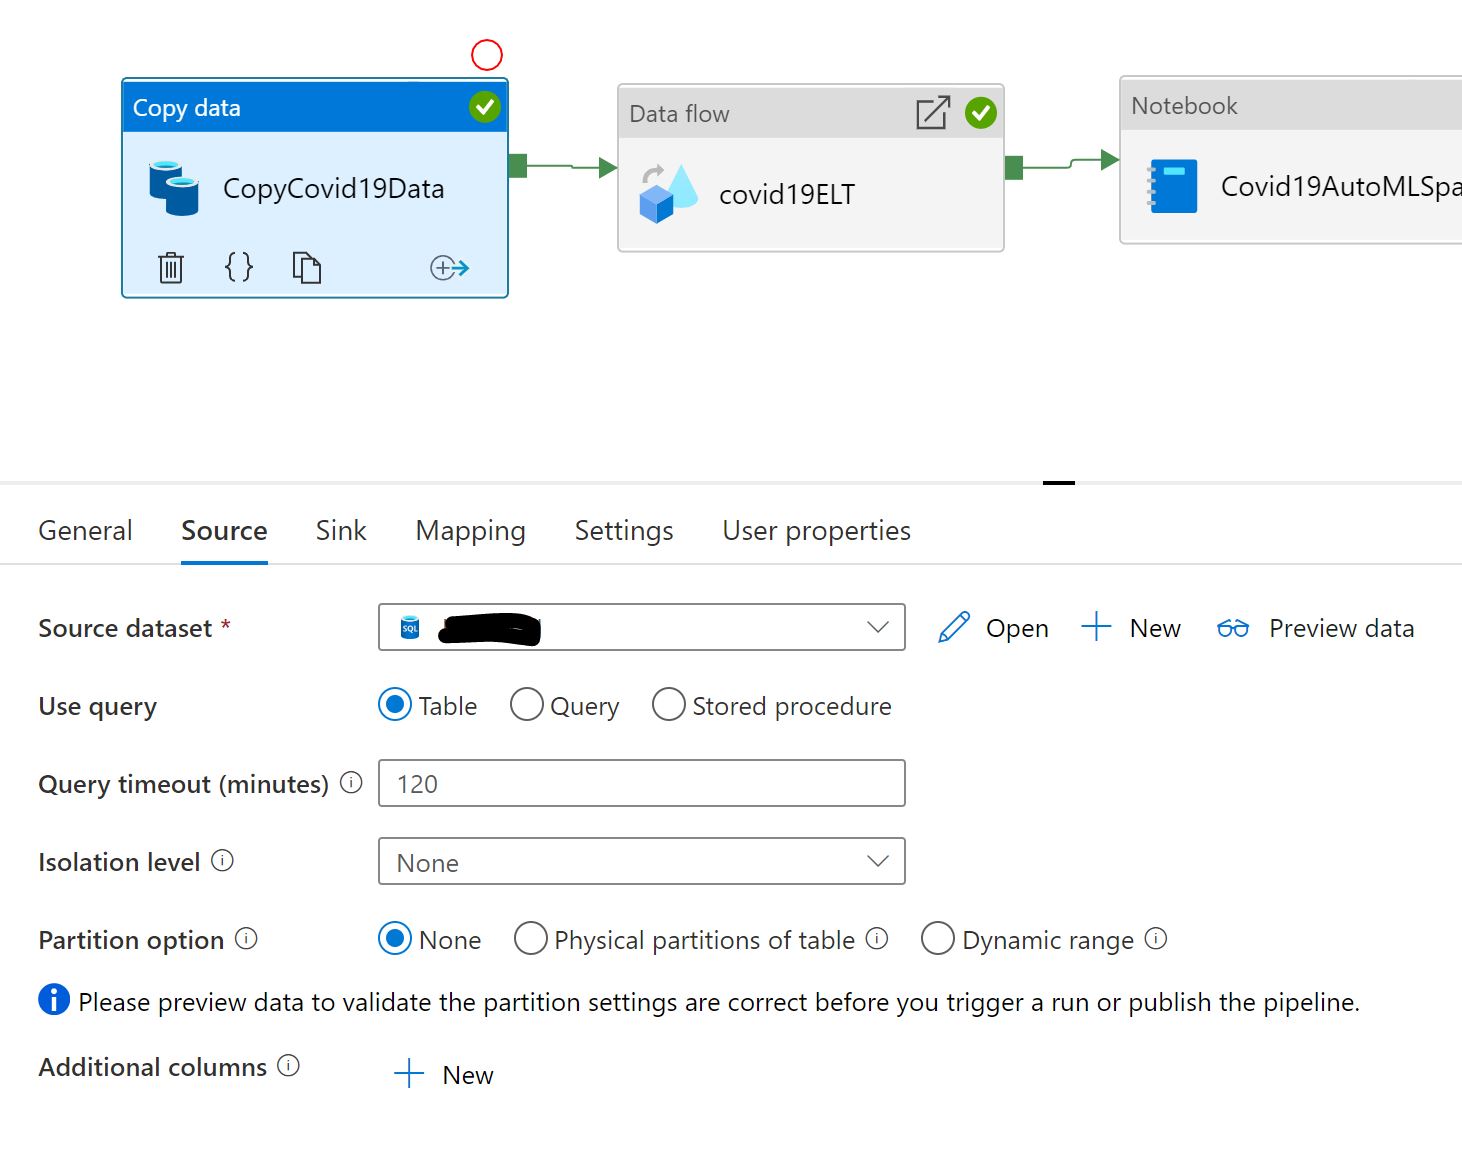 Copy data
Data flow
Notebook
CopyCovid19Data
covid19ELT
Covid19AutoMLSpa
General Source Sink Mapping Settings User properties
Source dataset * SQL Open New Preview data
Use query Table Query Stored procedure
Query timeout (minutes) 120
Isolation level None
Partition option None Physical partitions of table Dynamic range
Please preview data to validate the partition settings are correct before you trigger a run or publish the pipeline.
Additional columns New